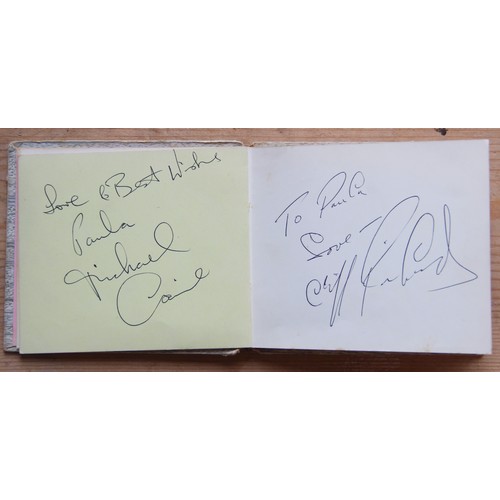 Love & Best Wishes
Paula
Michael
Caine
To Paula
Love -
Cliff Richard